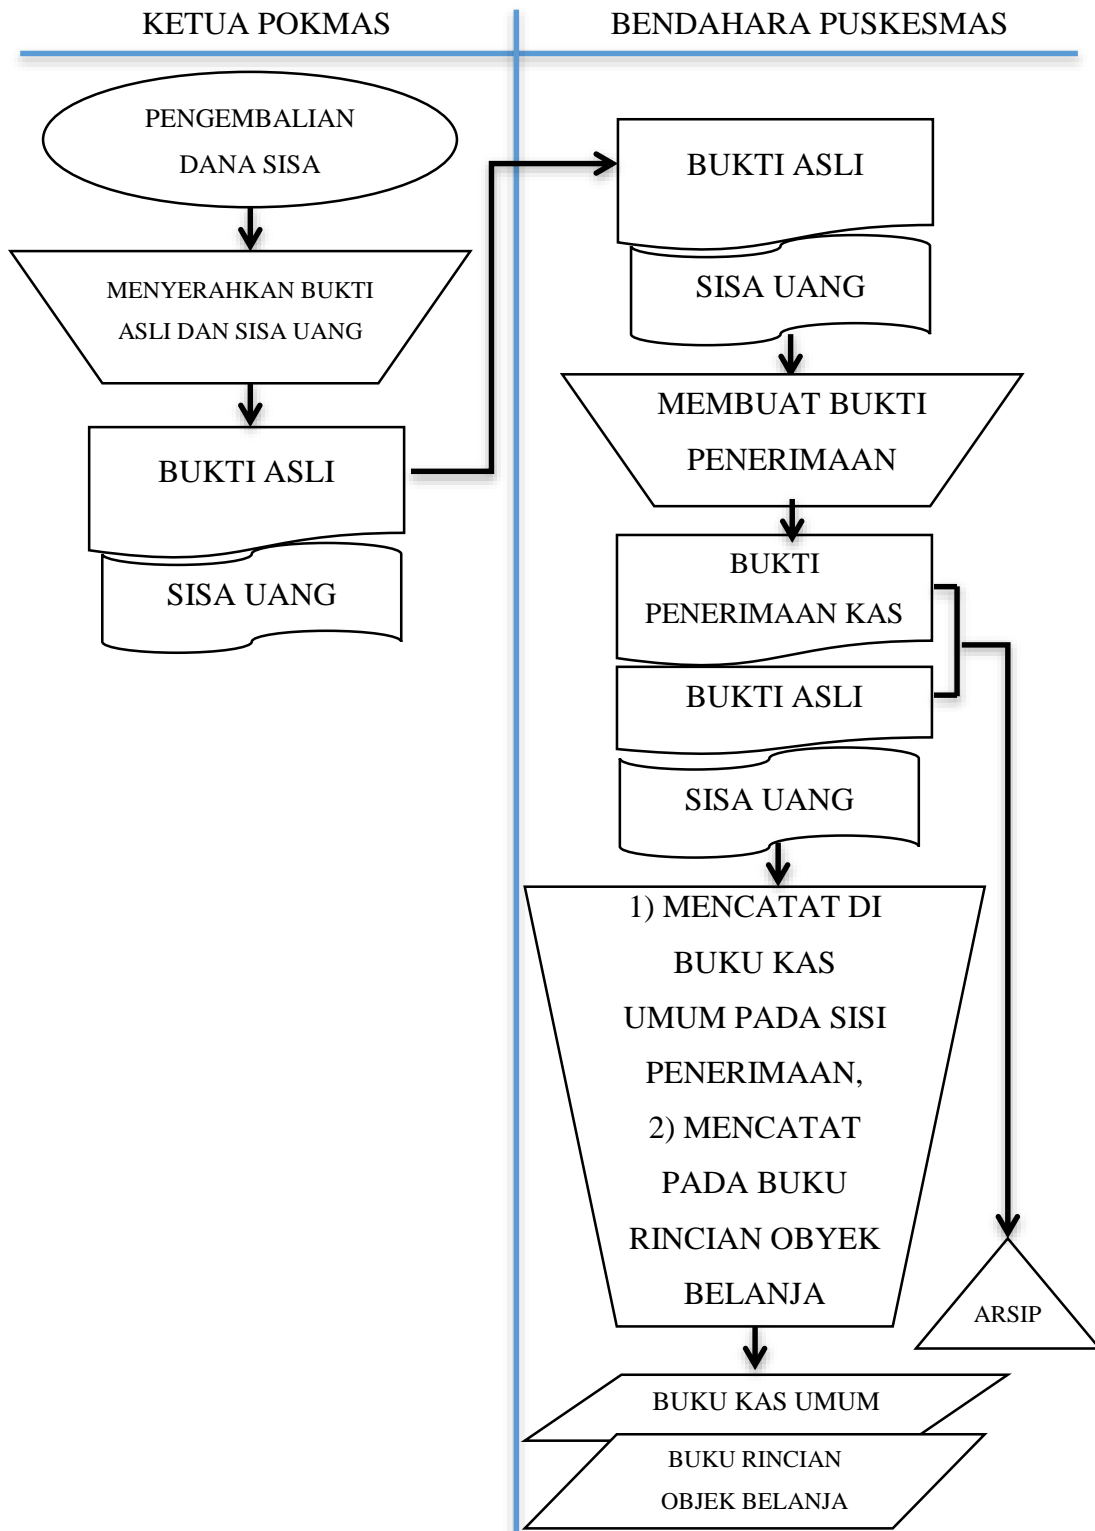 KETUA POKMAS
BENDAHARA PUSKESMAS
PENGEMBALIAN
DANA SISA
MENYERAHKAN BUKTI
ASLI DAN SISA UANG
BUKTI ASLI
SISA UANG
BUKTI ASLI
SISA UANG
MEMBUAT BUKTI
PENERIMAAN
BUKTI
PENERIMAAN KAS
BUKTI ASLI
SISA UANG
1) MENCATAT DI
BUKU KAS
UMUM PADA SISI
PENERIMAAN,
2) MENCATAT
PADA BUKU
RINCIAN OBYEK
BELANJA
ARSIP
BUKU KAS UMUM
BUKU RINCIAN
OBJEK BELANJA